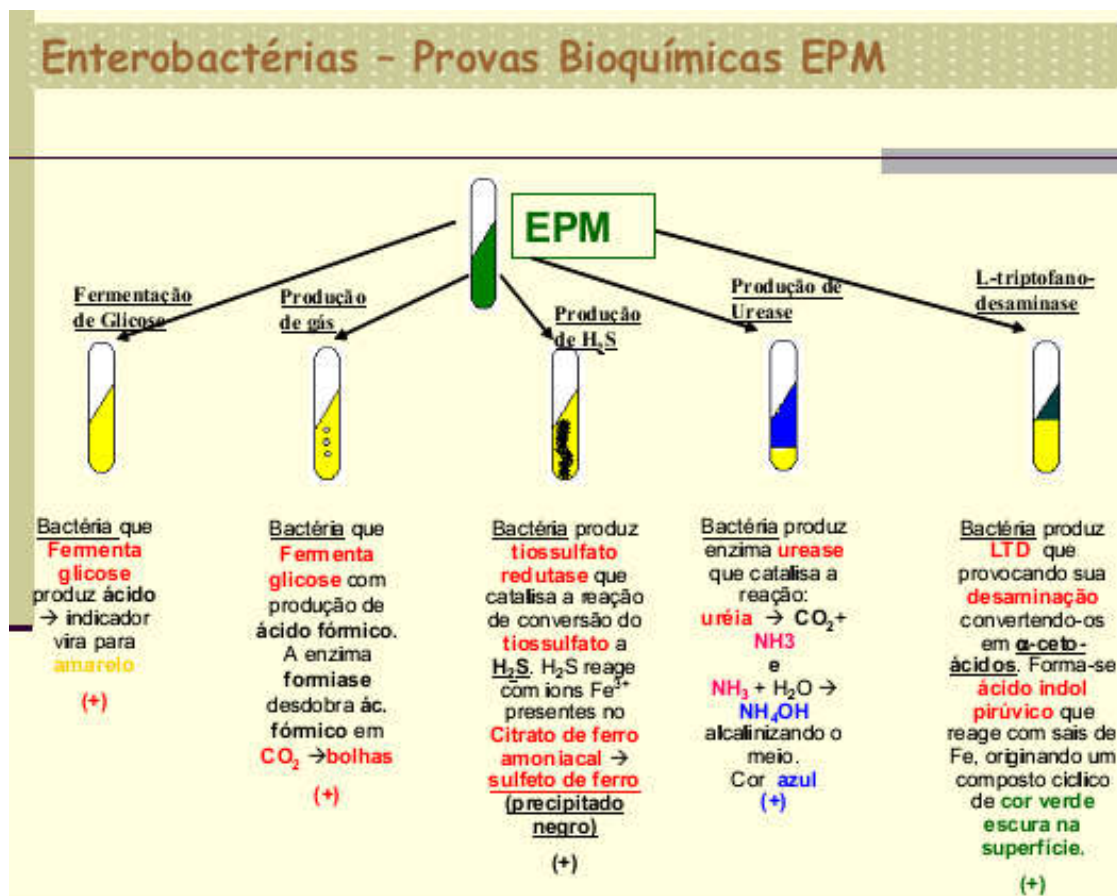 Enterobactérias – Provas Bioquímicas EPM
EPM
Fermentação
de Glicose
Produção
de gás
Produção
de H₂S
Produção de
Urease
L-triptofano-
desaminase
Bactéria que
Fermenta
glicose
produz ácido
→ indicador
vira para
amarelo
(+)
Bactéria que
Fermenta
glicose com
produção de
ácido fórmico.
A enzima
formiase
desdobra ác.
fórmico em
CO₂ →bolhas
(+)
Bactéria produz
tiossulfato
redutase que
catalisa a reação
de conversão do
tiossulfato a
H₂S. H₂S reage
com ions Fe³⁺
presentes no
Citrato de ferro
amoniacal →
sulfeto de ferro
(precipitado
negro)
(+)
Bactéria produz
enzima urease
que catalisa a
reação:
uréia → CO₂+
NH3
e
NH₃ + H₂O →
NH₄OH
alcalinizando o
meio.
Cor azul
(+)
Bactéria produz
LTD que
provocando sua
desaminação
convertendo-os
em α-ceto-
ácidos. Forma-se
ácido indol
pirúvico que
reage com sais de
Fe, originando um
composto ciclico
de cor verde
escura na
superfície.
(+)